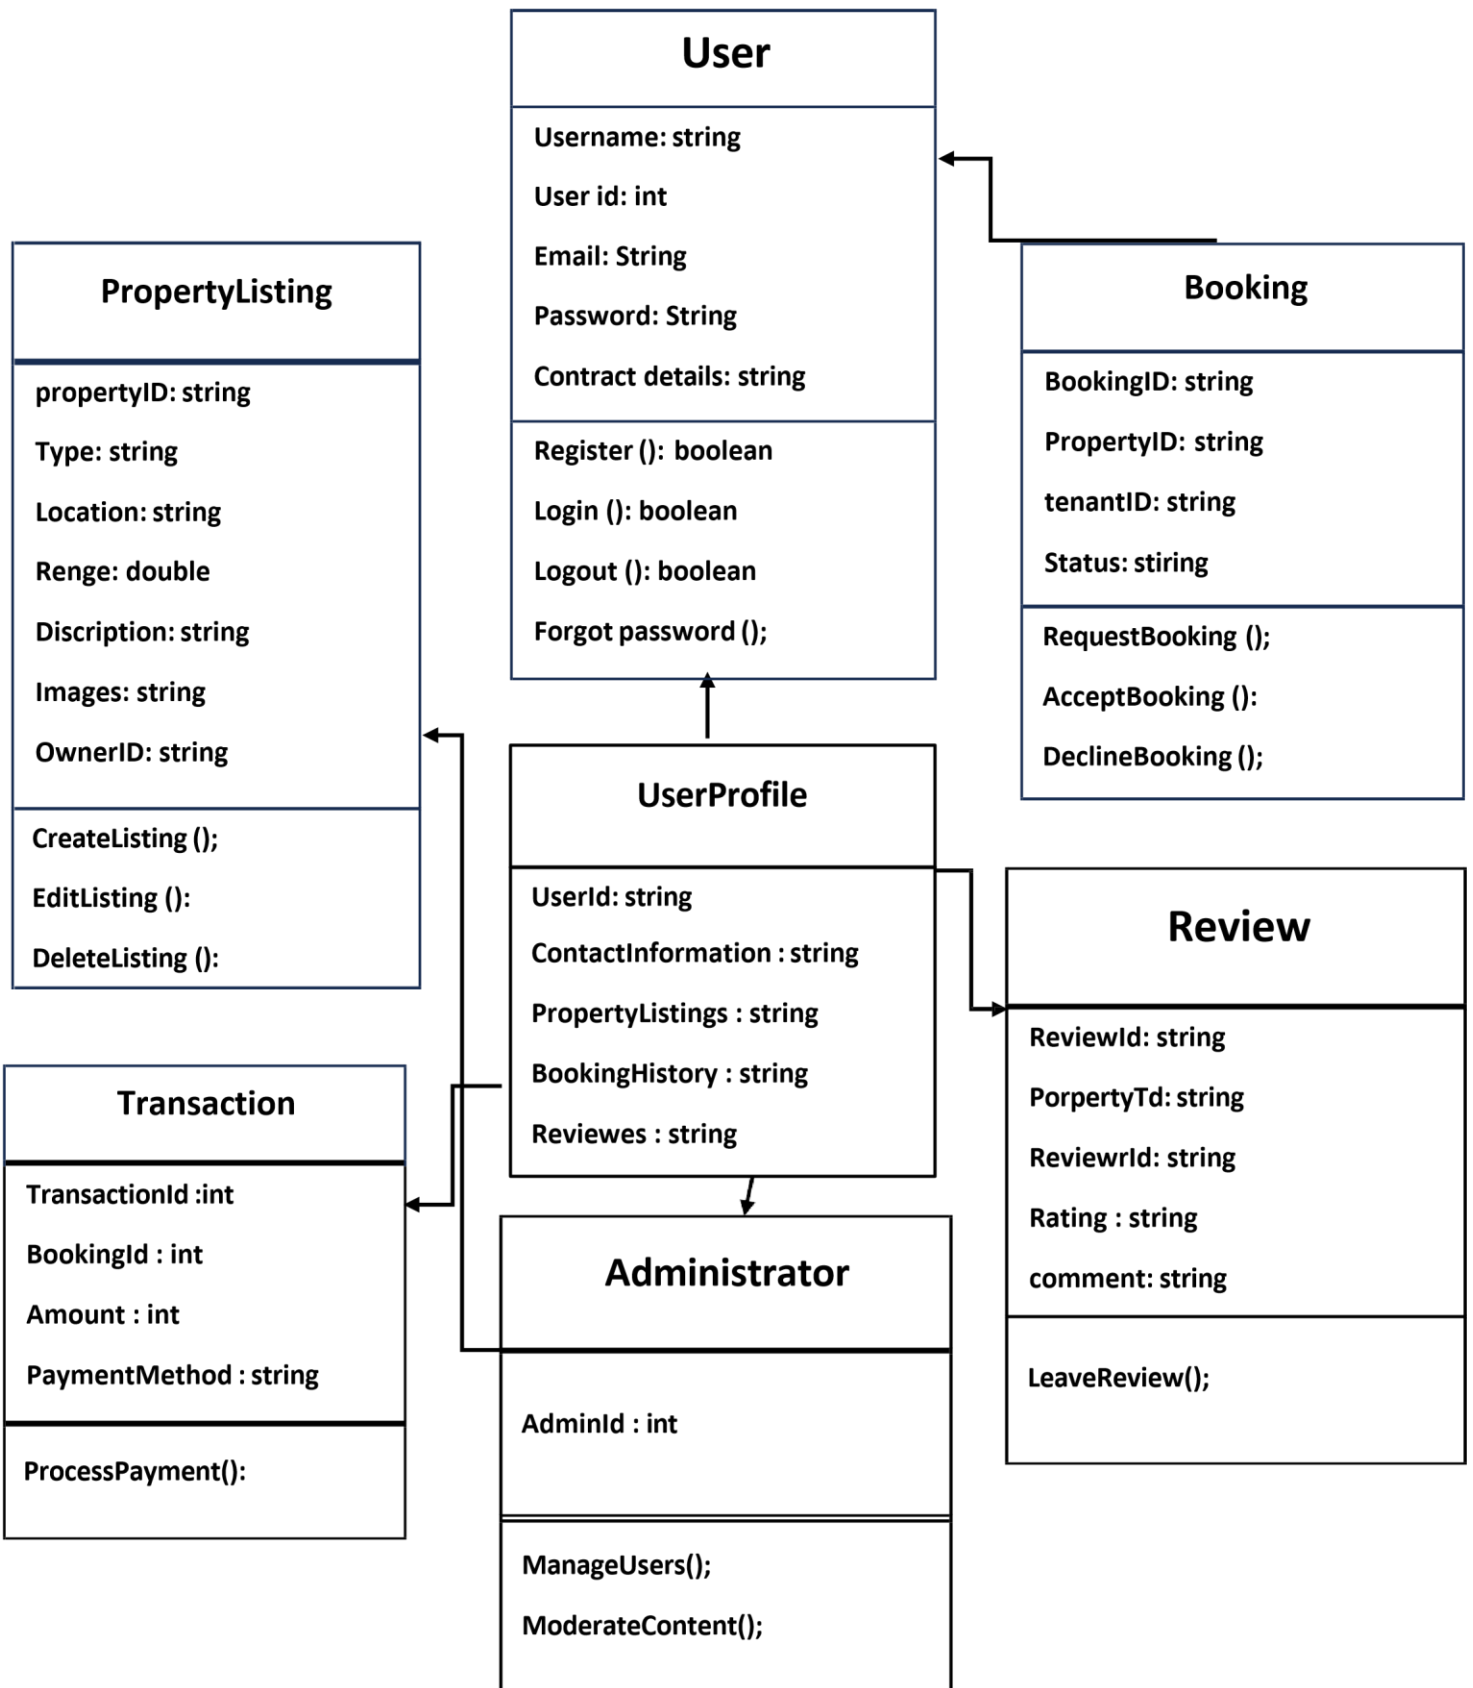 User
Username: string
User id: int
Email: String
Password: String
Contract details: string
Register (): boolean
Login (): boolean
Logout (): boolean
Forgot password ();
PropertyListing
propertyID: string
Type: string
Location: string
Renge: double
Discription: string
Images: string
OwnerID: string
CreateListing ();
EditListing ():
DeleteListing ():
Booking
BookingID: string
PropertyID: string
tenantID: string
Status: stiring
RequestBooking ();
AcceptBooking ():
DeclineBooking ();
UserProfile
UserId: string
ContactInformation : string
PropertyListings : string
BookingHistory : string
Reviewes : string
Review
ReviewId: string
PorpertyTd: string
ReviewrId: string
Rating : string
comment: string
LeaveReview();
Transaction
TransactionId :int
BookingId : int
Amount : int
PaymentMethod : string
ProcessPayment():
Administrator
AdminId : int
ManageUsers();
ModerateContent();